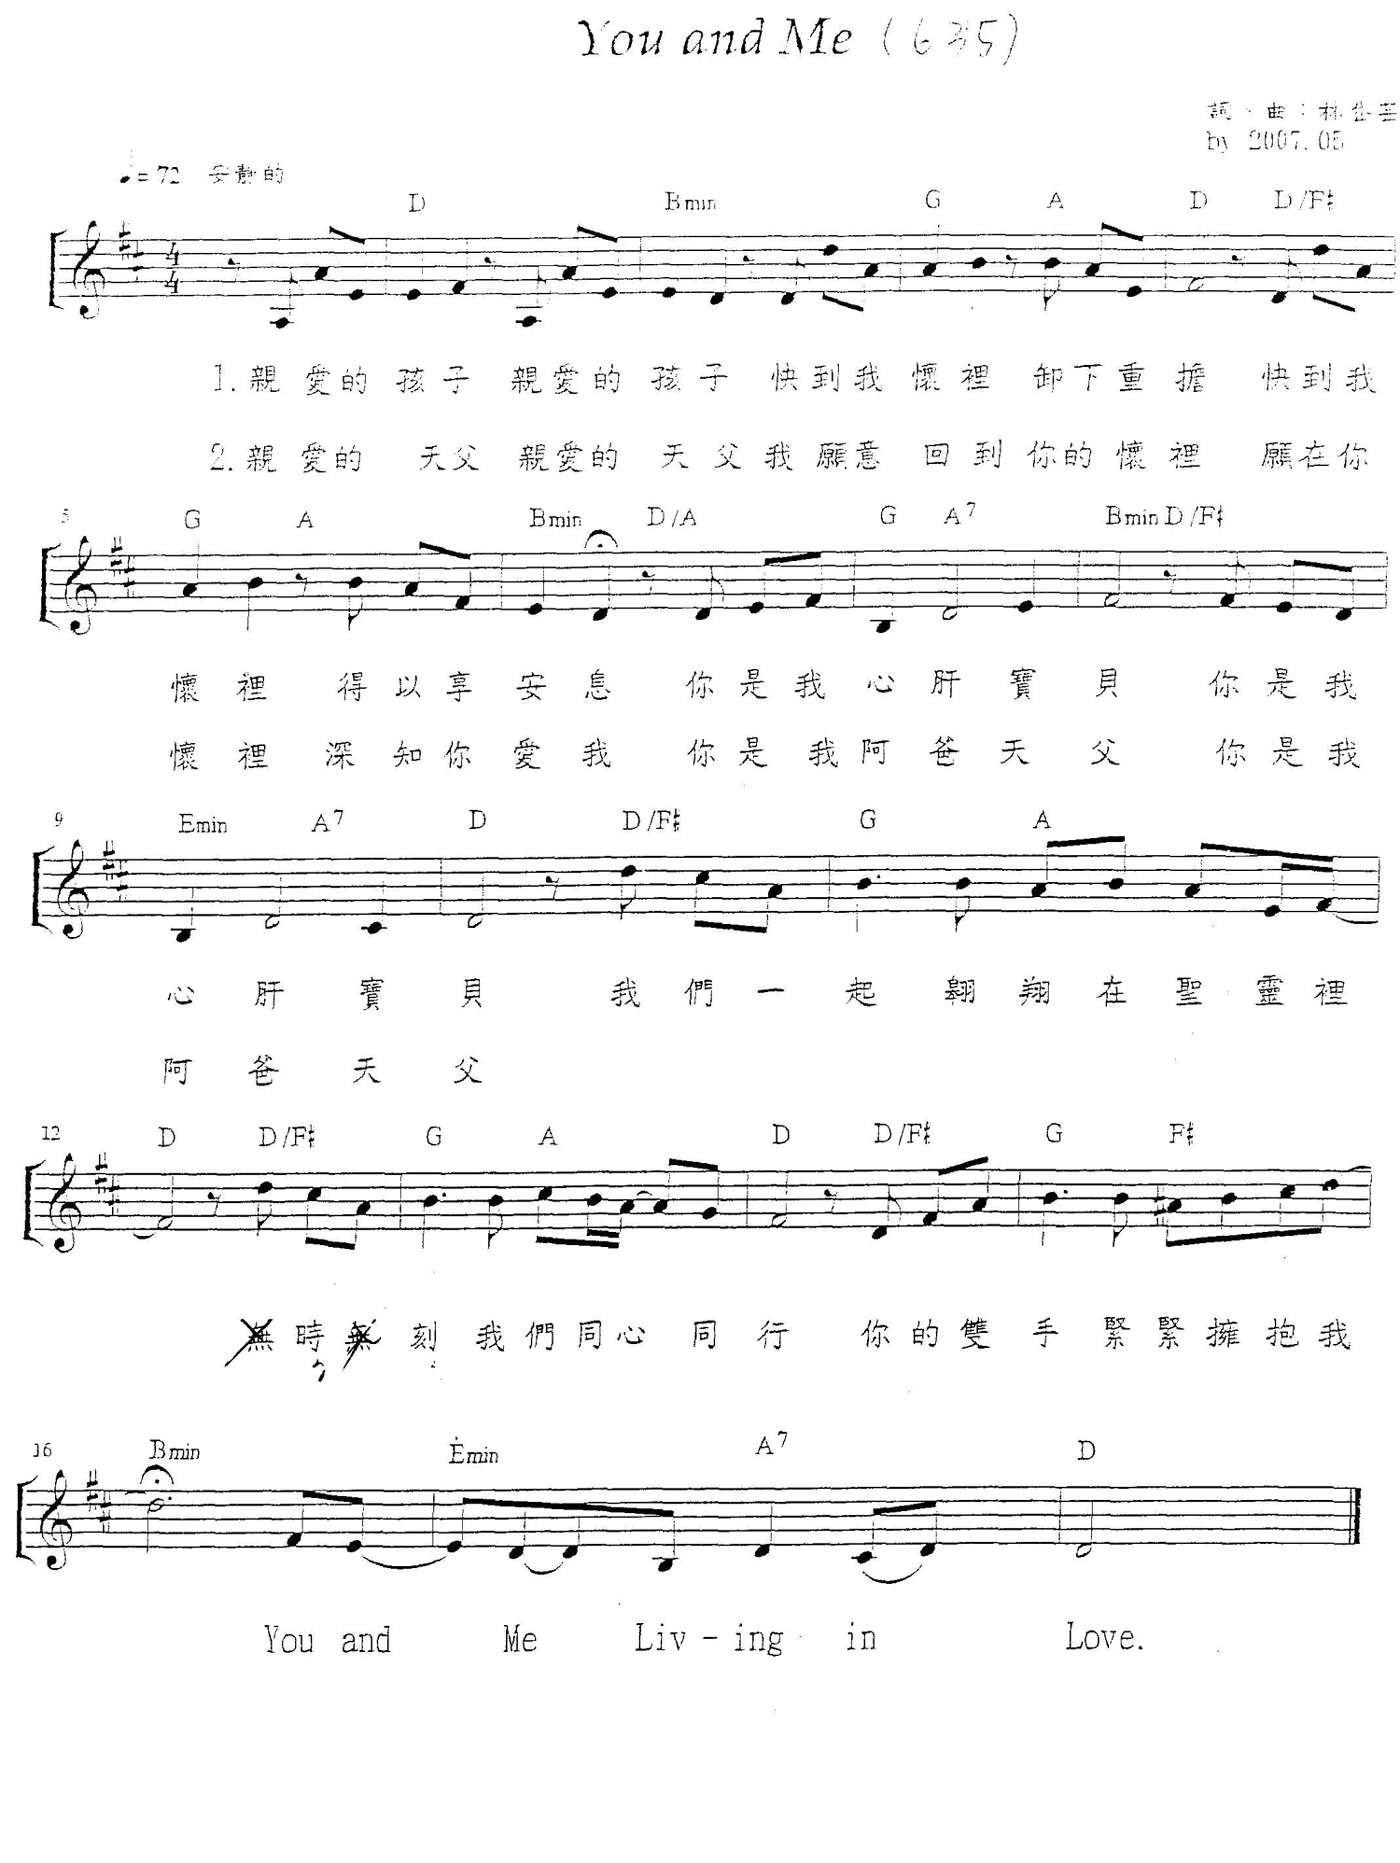 You and Me (635)
詞、曲：林
by 2007.05
♩= 72 安靜的
D Bmin G A D D/F♯
1.親愛的孩子 親愛的孩子 快到我懷裡 卸下重擔 快到我
2.親愛的 天父 親愛的 天父我願意 回到你的懷裡 願在你
5 G A Bmin D/A G A7 Bmin D/F♯
懷裡 得以享安息 你是我心肝寶貝 你是我
懷裡 深知你愛我 你是我阿爸天父 你是我
9 Emin A7 D D/F♯ G A
心肝寶貝 我們一起翱翔在聖靈裡
阿爸天父
12 D D/F♯ G A D D/F♯ G F♯
無時無刻 我們同心同行 你的雙手緊緊擁抱我
16 Bmin Emin A7 D
You and Me Liv-ing in Love.